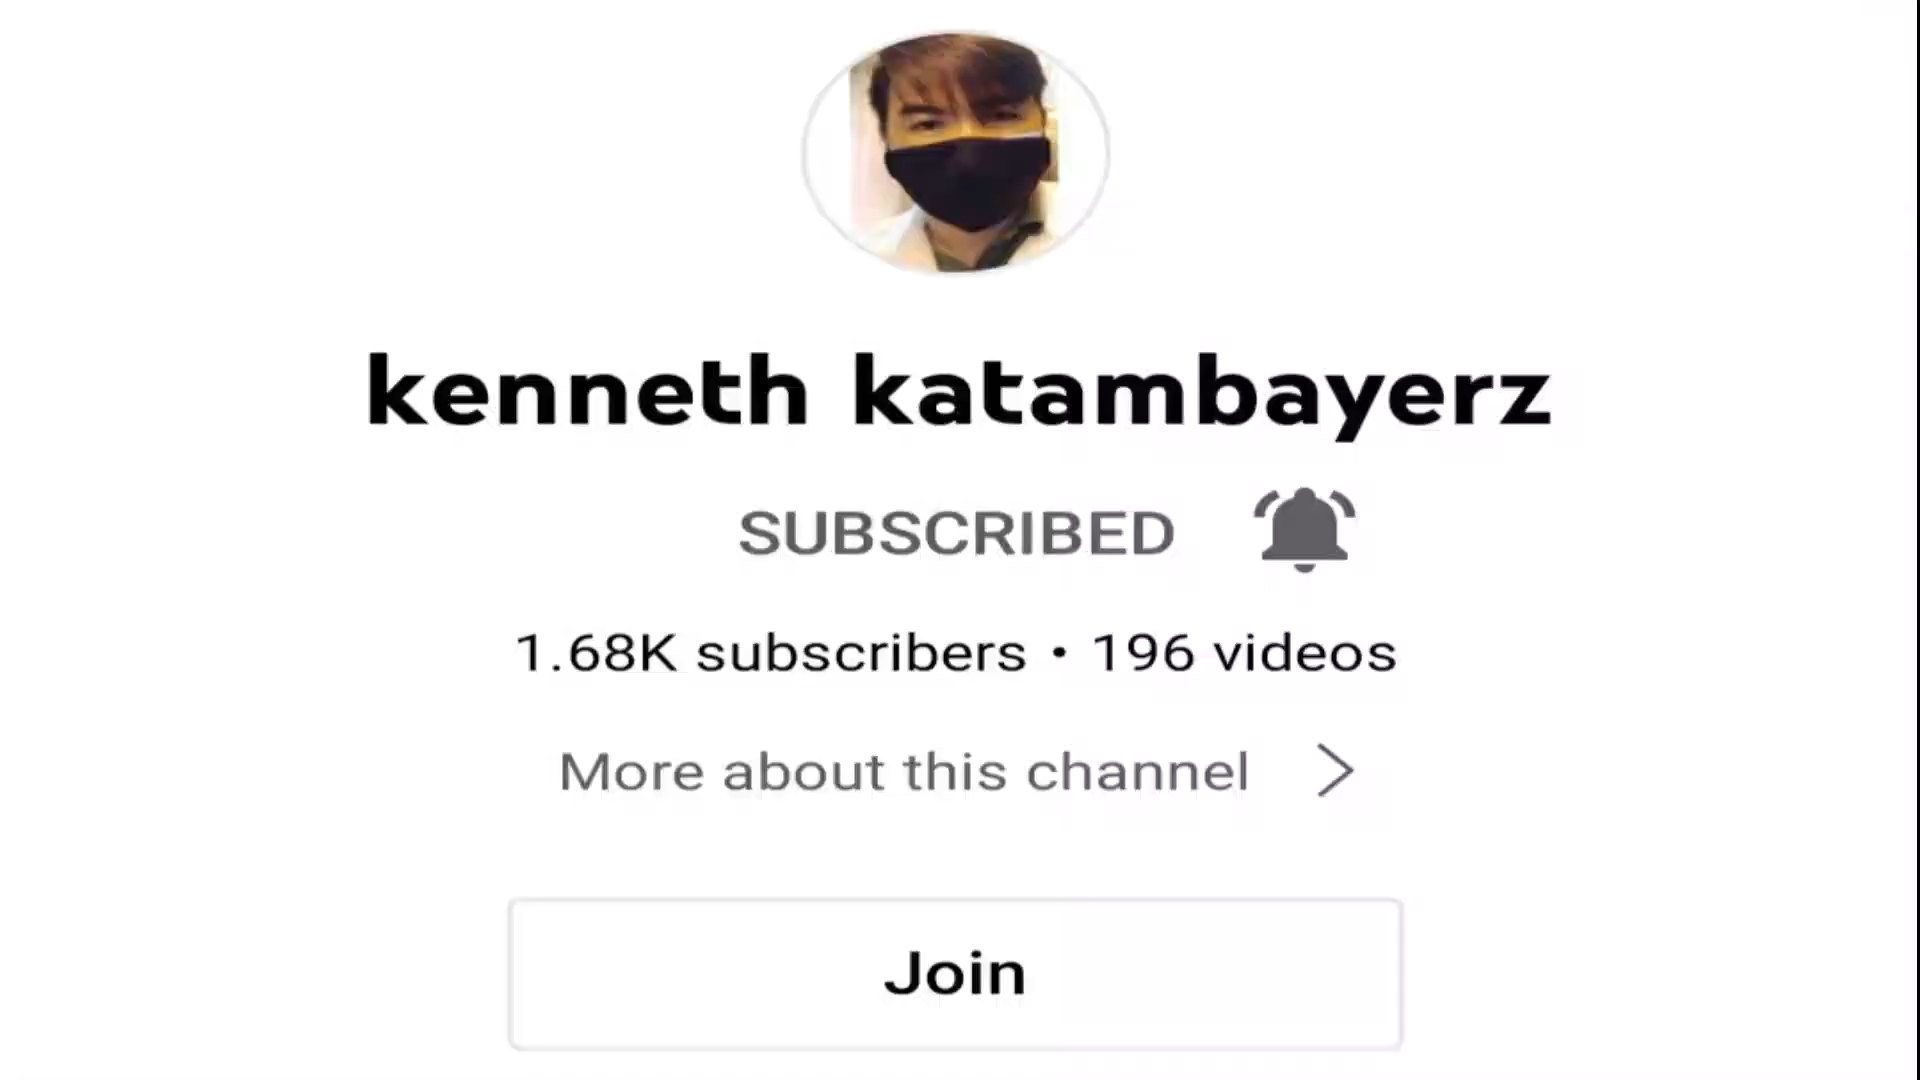 kenneth katambayerz
SUBSCRIBED
1.68K subscribers • 196 videos
More about this channel
Join